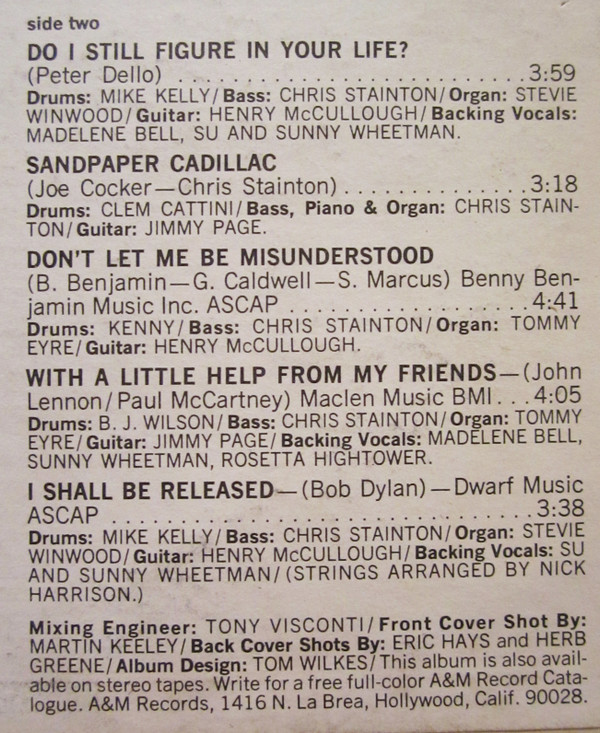 side two
DO I STILL FIGURE IN YOUR LIFE?
(Peter Dello) . . . . . . . . . . . . . . . . . . . . . . . . . . . 3:59
Drums: MIKE KELLY/Bass: CHRIS STAINTON/Organ: STEVIE
WINWOOD/Guitar: HENRY McCULLOUGH/Backing Vocals:
MADELENE BELL, SU AND SUNNY WHEETMAN.
SANDPAPER CADILLAC
(Joe Cocker—Chris Stainton) . . . . . . . . . . . . . . 3:18
Drums: CLEM CATTINI/Bass, Piano & Organ: CHRIS STAIN-
TON/Guitar: JIMMY PAGE.
DON'T LET ME BE MISUNDERSTOOD
(B. Benjamin—G. Caldwell—S. Marcus) Benny Ben-
jamin Music Inc. ASCAP . . . . . . . . . . . . . . . . . . 4:41
Drums: KENNY/Bass: CHRIS STAINTON/Organ: TOMMY
EYRE/Guitar: HENRY McCULLOUGH.
WITH A LITTLE HELP FROM MY FRIENDS—(John
Lennon/Paul McCartney) Maclen Music BMI . . . 4:05
Drums: B. J. WILSON/Bass: CHRIS STAINTON/Organ: TOMMY
EYRE/Guitar: JIMMY PAGE/Backing Vocals: MADELENE BELL,
SUNNY WHEETMAN, ROSETTA HIGHTOWER.
I SHALL BE RELEASED—(Bob Dylan)—Dwarf Music
ASCAP . . . . . . . . . . . . . . . . . . . . . . . . . . . . . . . . 3:38
Drums: MIKE KELLY/Bass: CHRIS STAINTON/Organ: STEVIE
WINWOOD/Guitar: HENRY McCULLOUGH/Backing Vocals: SU
AND SUNNY WHEETMAN/(STRINGS ARRANGED BY NICK
HARRISON.)
Mixing Engineer: TONY VISCONTI/Front Cover Shot By:
MARTIN KEELEY/Back Cover Shots By: ERIC HAYS and HERB
GREENE/Album Design: TOM WILKES/This album is also avail-
able on stereo tapes. Write for a free full-color A&M Record Cata-
logue. A&M Records, 1416 N. La Brea, Hollywood, Calif. 90028.